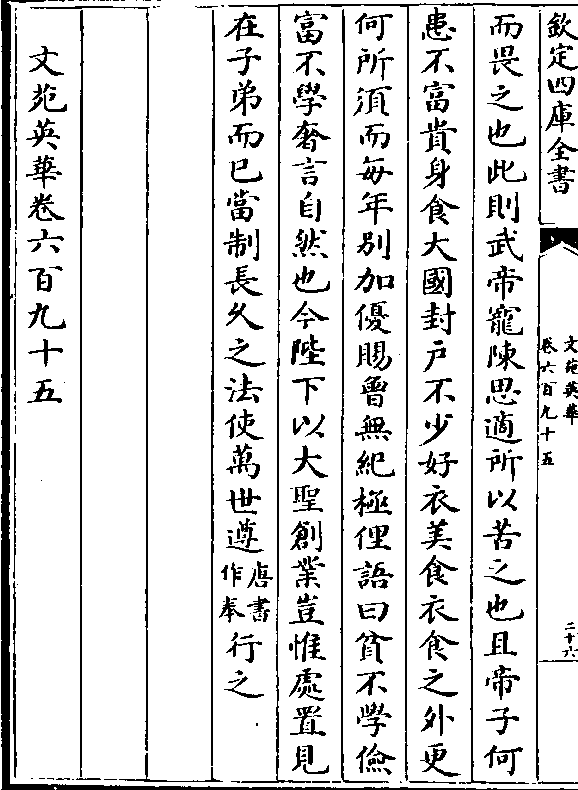 欽定四庫全書
文苑英華
卷六百九十五
二十六
而畏之也此則武帝寵陳思適所以苦之也且帝子何
患不富貴身食大國封户不少好衣美食衣食之外更
何所須而每年別加優賜曾無紀極俚語曰貧不學儉
富不學奢言自然也今陛下以大聖創業豈惟處置見
在子弟而已當制長久之法使萬世遵唐書作奉行之
文苑英華卷六百九十五